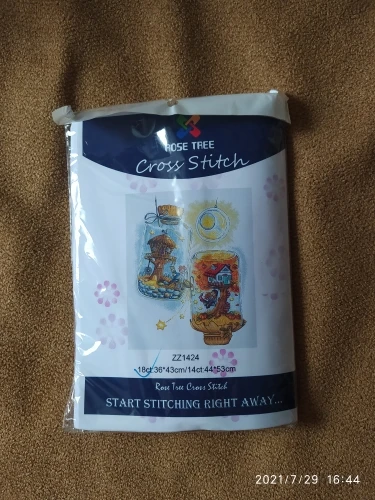 ROSE TREE
Cross Stitch
ZZ1424
18ct:36*43cm/14ct:44*53cm
Rose Tree Cross Stitch
START STITCHING RIGHT AWAY...
2021/7/29 16:44